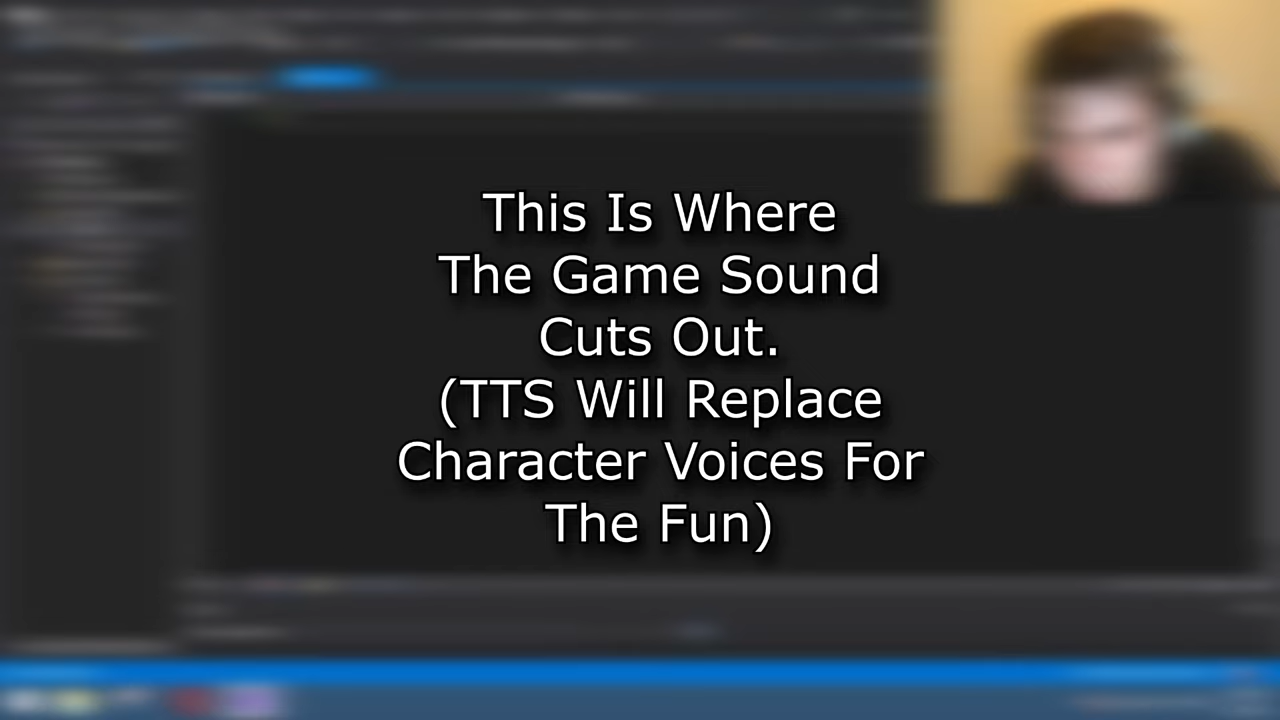 This Is Where
The Game Sound
Cuts Out.
(TTS Will Replace
Character Voices For
The Fun)